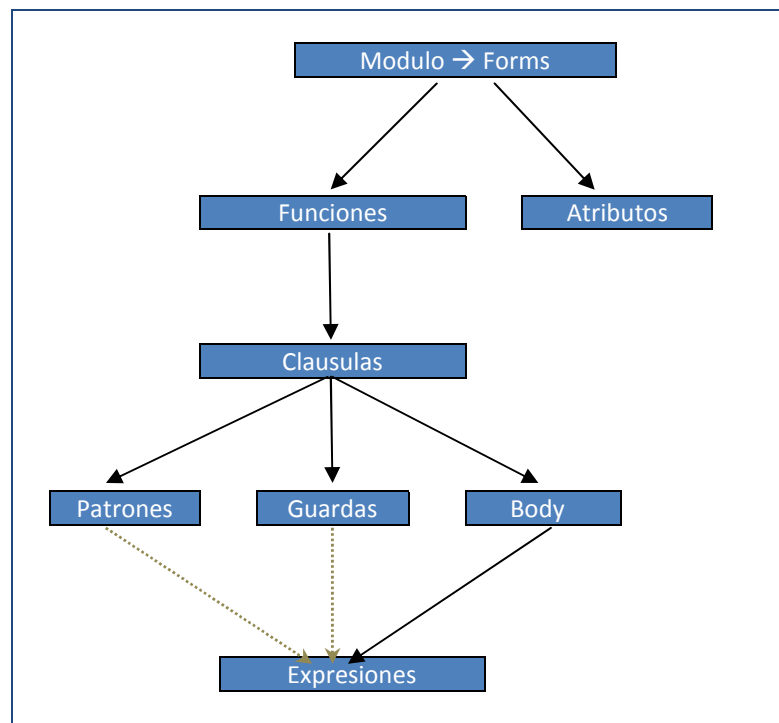 Modulo → Forms
Funciones
Atributos
Clausulas
Patrones
Guardas
Body
Expresiones